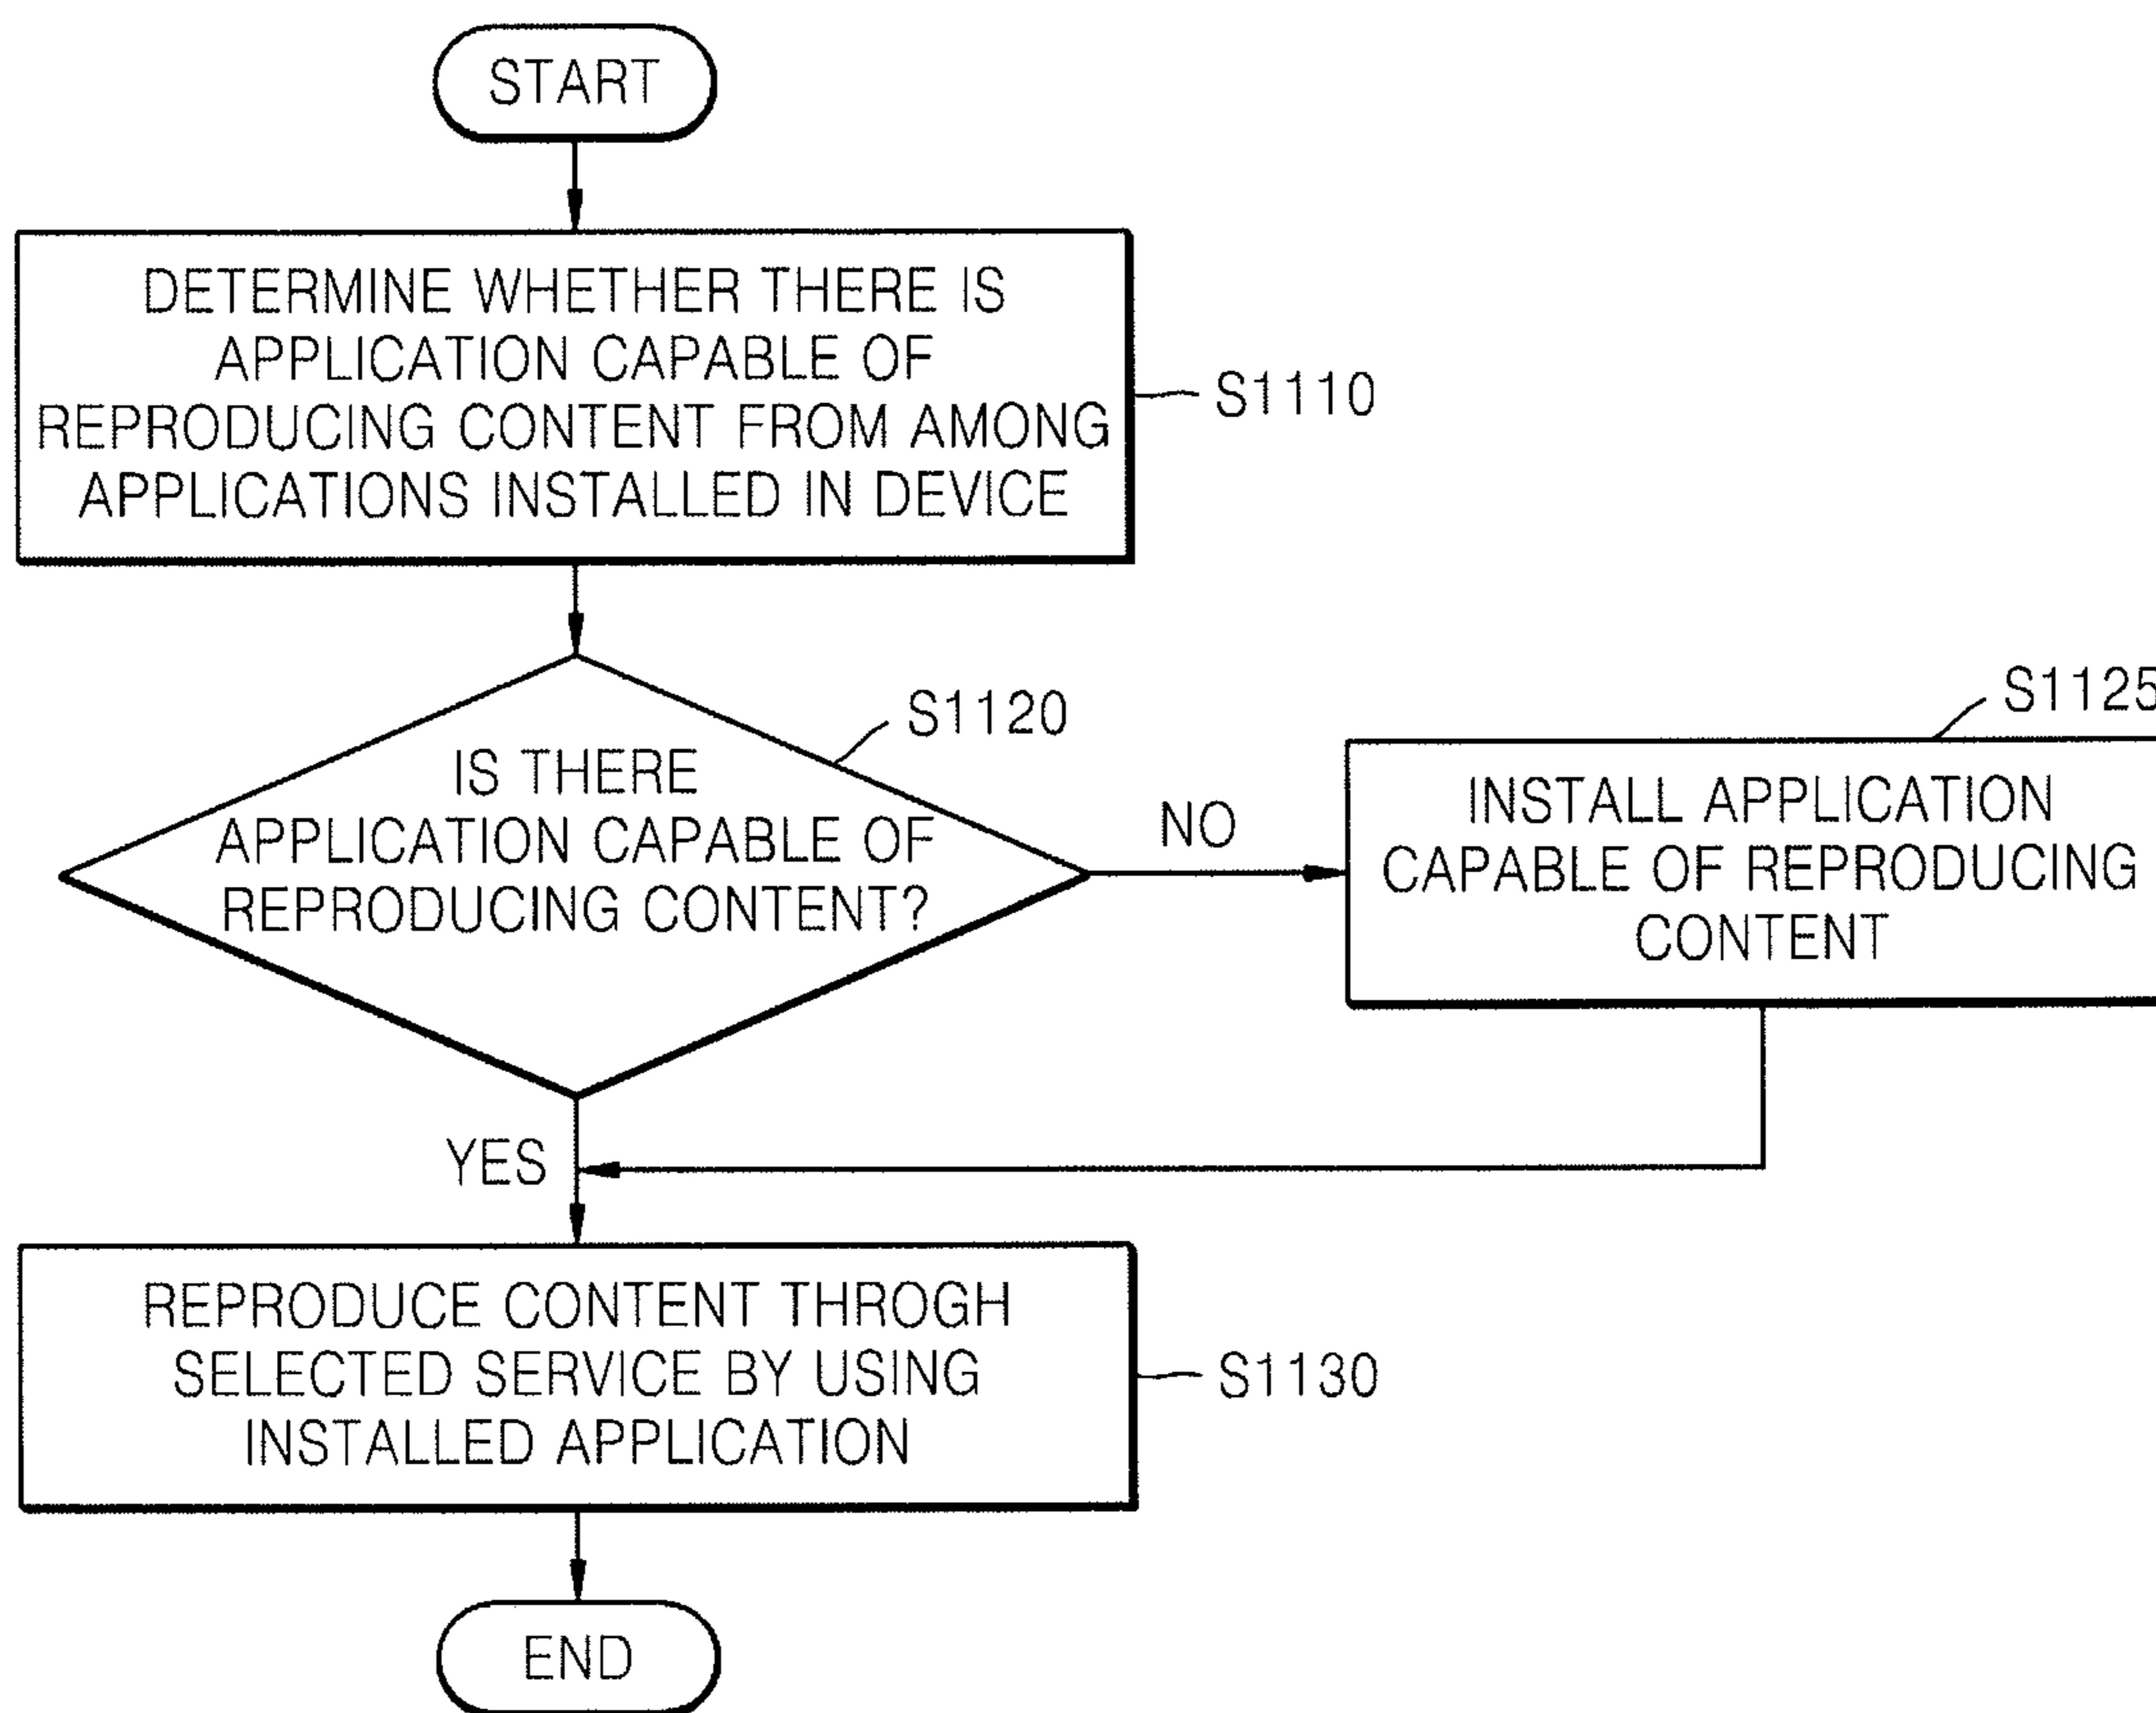 START
DETERMINE WHETHER THERE IS
APPLICATION CAPABLE OF
REPRODUCING CONTENT FROM AMONG
APPLICATIONS INSTALLED IN DEVICE
S1110
S1120
IS THERE
APPLICATION CAPABLE OF
REPRODUCING CONTENT?
NO
S1125
INSTALL APPLICATION
CAPABLE OF REPRODUCING
CONTENT
YES
REPRODUCE CONTENT THROGH
SELECTED SERVICE BY USING
INSTALLED APPLICATION
S1130
END